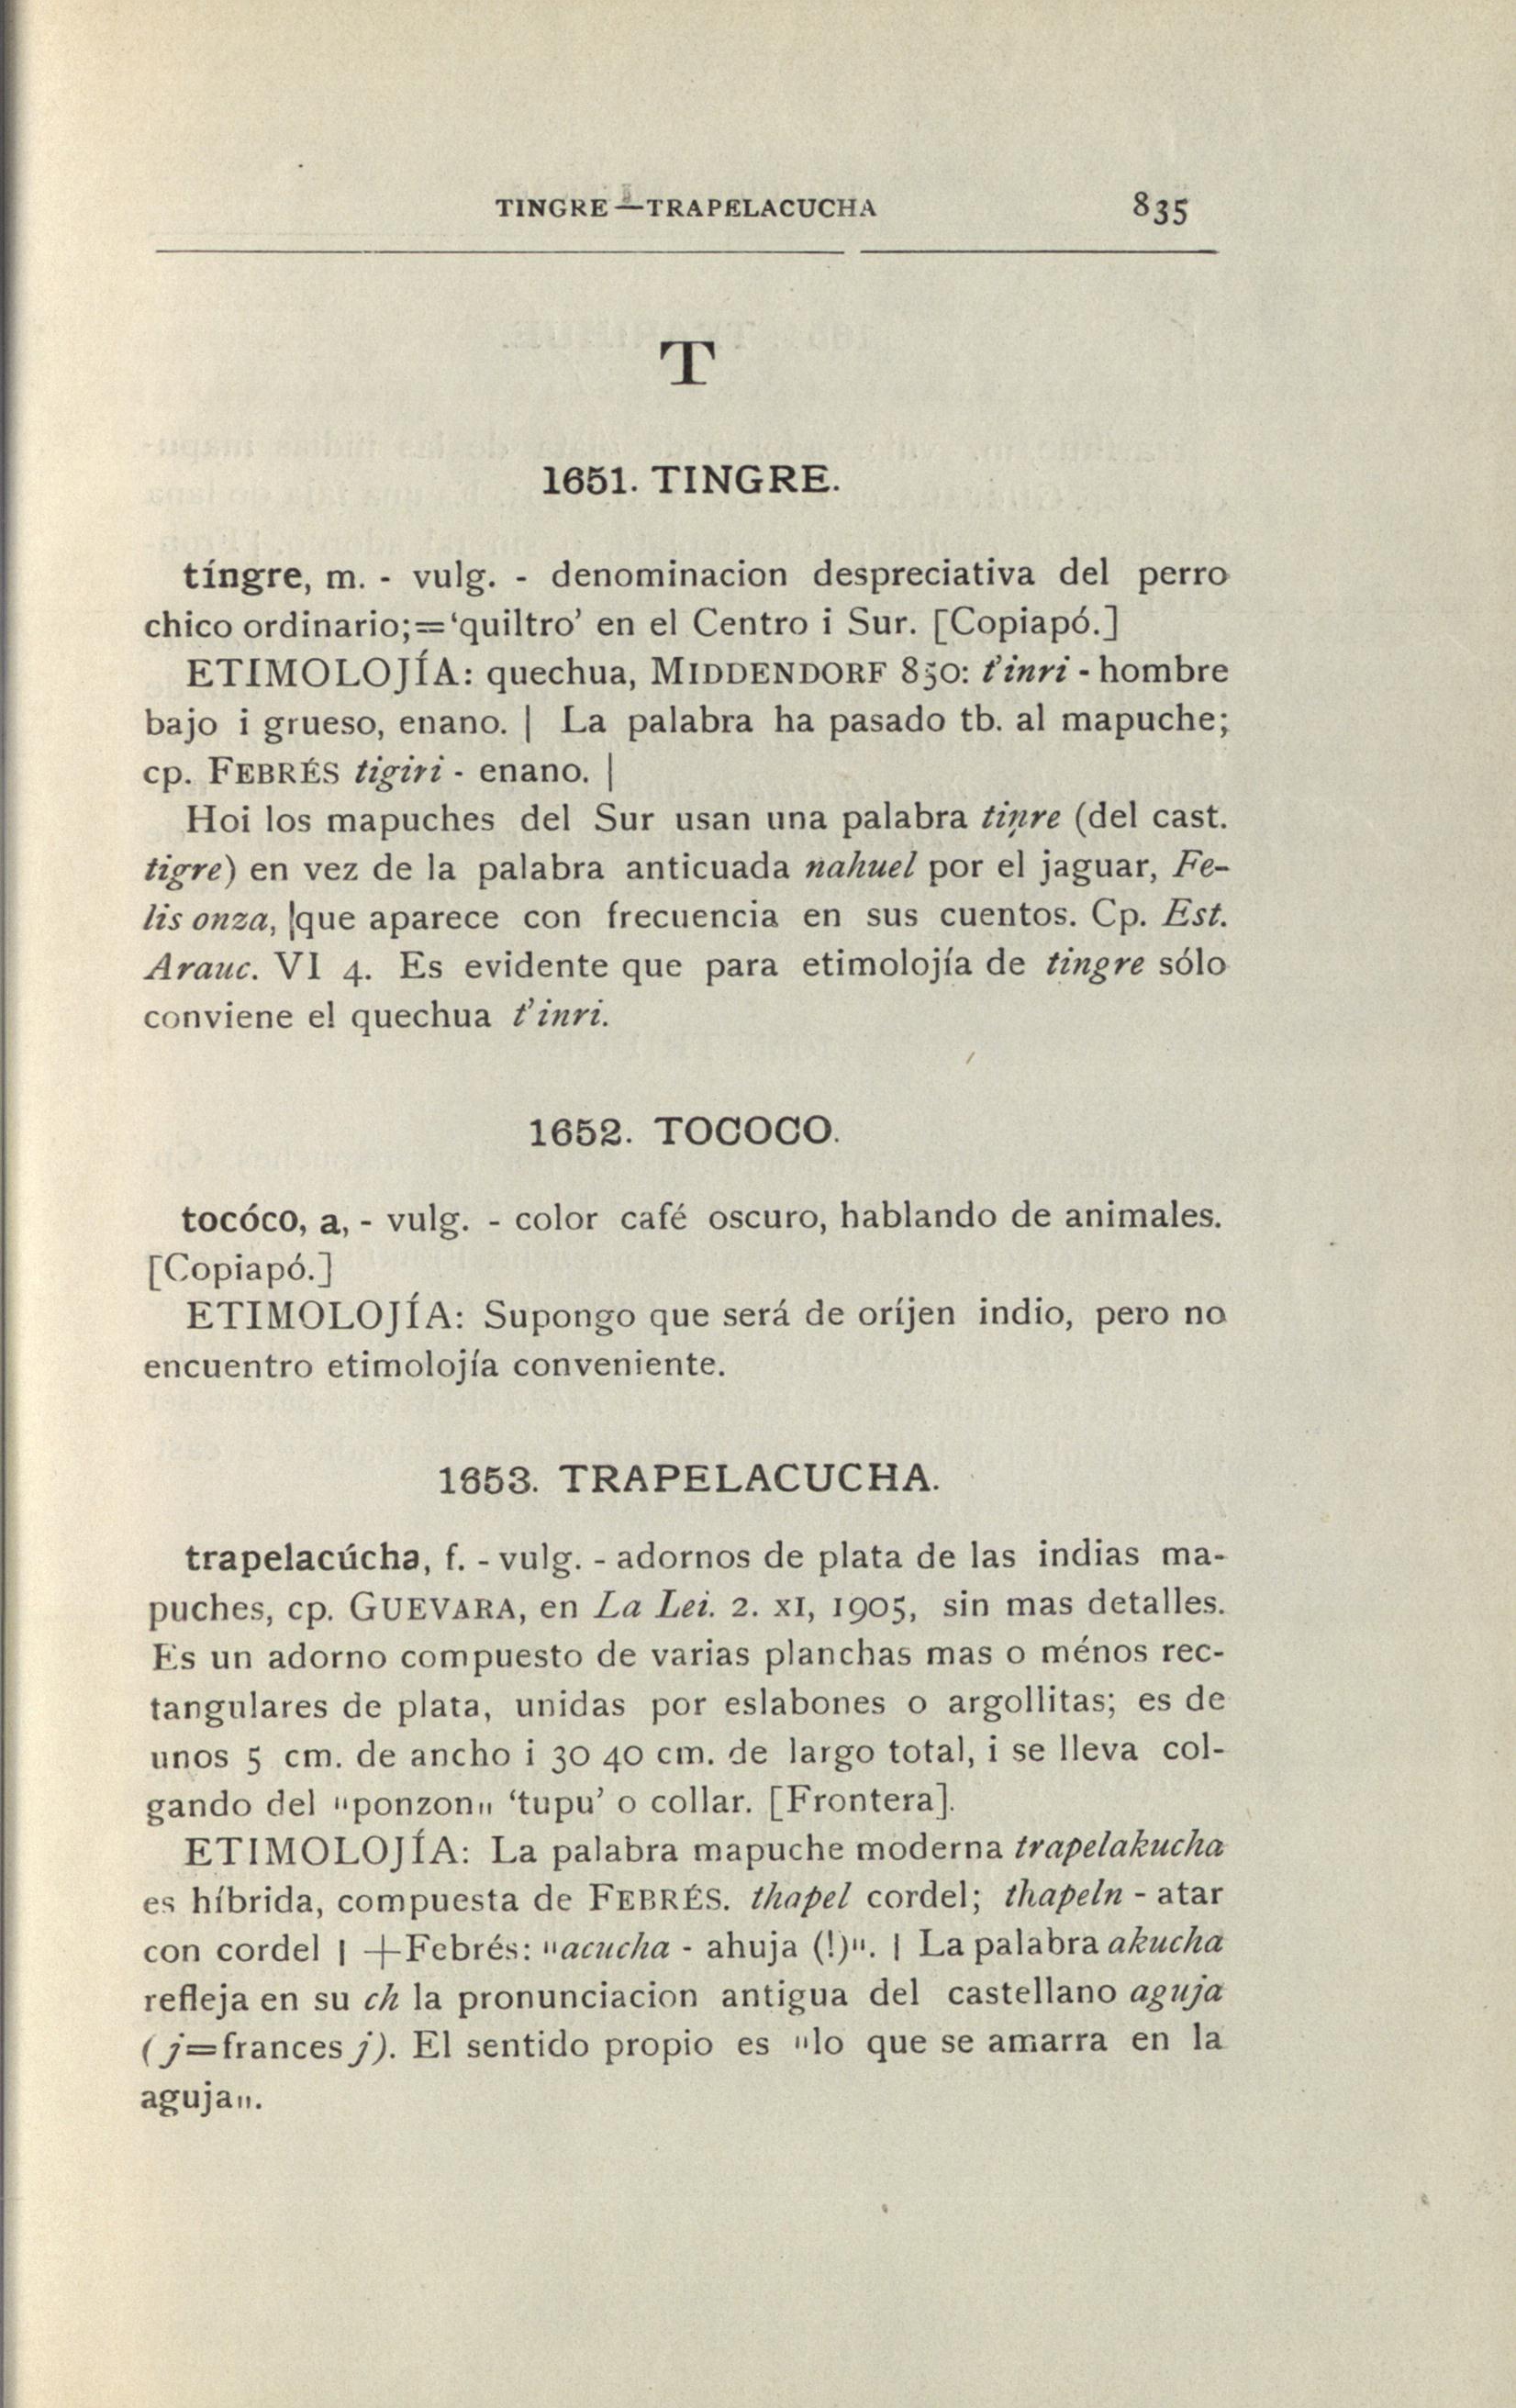 TINGRE—TRAPELACUCHA 835
T
1651. TINGRE.
tíngre, m. - vulg. - denominacion despreciativa del perro
chico ordinario;=‘quiltro’ en el Centro i Sur. [Copiapó.]
ETIMOLOJÍA: quechua, MIDDENDORF 850: t’inri - hombre
bajo i grueso, enano. | La palabra ha pasado tb. al mapuche;
cp. FEBRÉS tigiri - enano. |
Hoi los mapuches del Sur usan una palabra tiṇre (del cast.
tigre) en vez de la palabra anticuada nahuel por el jaguar, Fe-
lis onza, |que aparece con frecuencia en sus cuentos. Cp. Est.
Arauc. VI 4. Es evidente que para etimolojía de tingre sólo
conviene el quechua t’inri.
1652. TOCOCO.
tocóco, a, - vulg. - color café oscuro, hablando de animales.
[Copiapó.]
ETIMOLOJÍA: Supongo que será de oríjen indio, pero no
encuentro etimolojía conveniente.
1653. TRAPELACUCHA.
trapelacúcha, f. - vulg. - adornos de plata de las indias ma-
puches, cp. GUEVARA, en La Lei. 2. XI, 1905, sin mas detalles.
Es un adorno compuesto de varias planchas mas o ménos rec-
tangulares de plata, unidas por eslabones o argollitas; es de
unos 5 cm. de ancho i 30 40 cm. de largo total, i se lleva col-
gando del "ponzon" ‘tupu’ o collar. [Frontera].
ETIMOLOJÍA: La palabra mapuche moderna trapelakucha
es híbrida, compuesta de FEBRÉS. thapel cordel; thapeln - atar
con cordel | +Febrés: "acucha - ahuja (!)". | La palabra akucha
refleja en su ch la pronunciacion antigua del castellano aguja
(j=frances j). El sentido propio es "lo que se amarra en la
aguja".